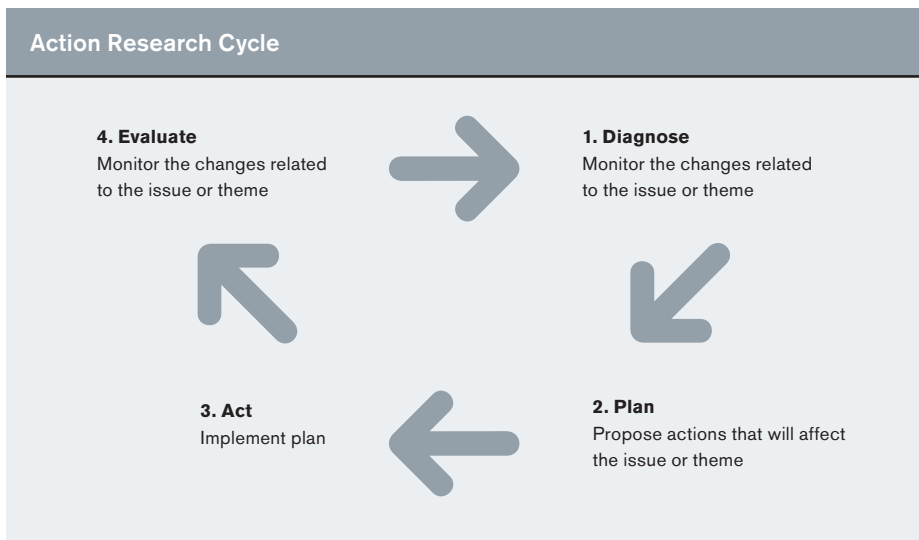 Action Research Cycle
4. Evaluate
Monitor the changes related
to the issue or theme
1. Diagnose
Monitor the changes related
to the issue or theme
3. Act
Implement plan
2. Plan
Propose actions that will affect
the issue or theme